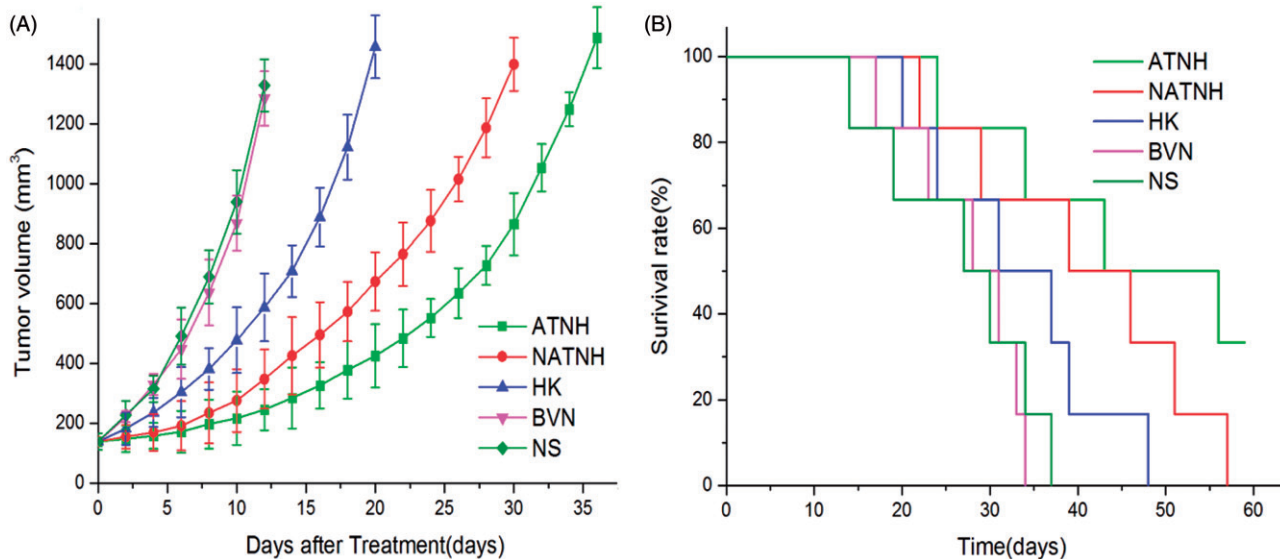 (A)
Tumor volume (mm³)
1400
1200
1000
800
600
400
200
0
0 5 10 15 20 25 30 35
Days after Treatment(days)
ATNH
NATNH
HK
BVN
NS
(B)
Surivival rate(%)
100
80
60
40
20
0
0 10 20 30 40 50 60
Time(days)
ATNH
NATNH
HK
BVN
NS